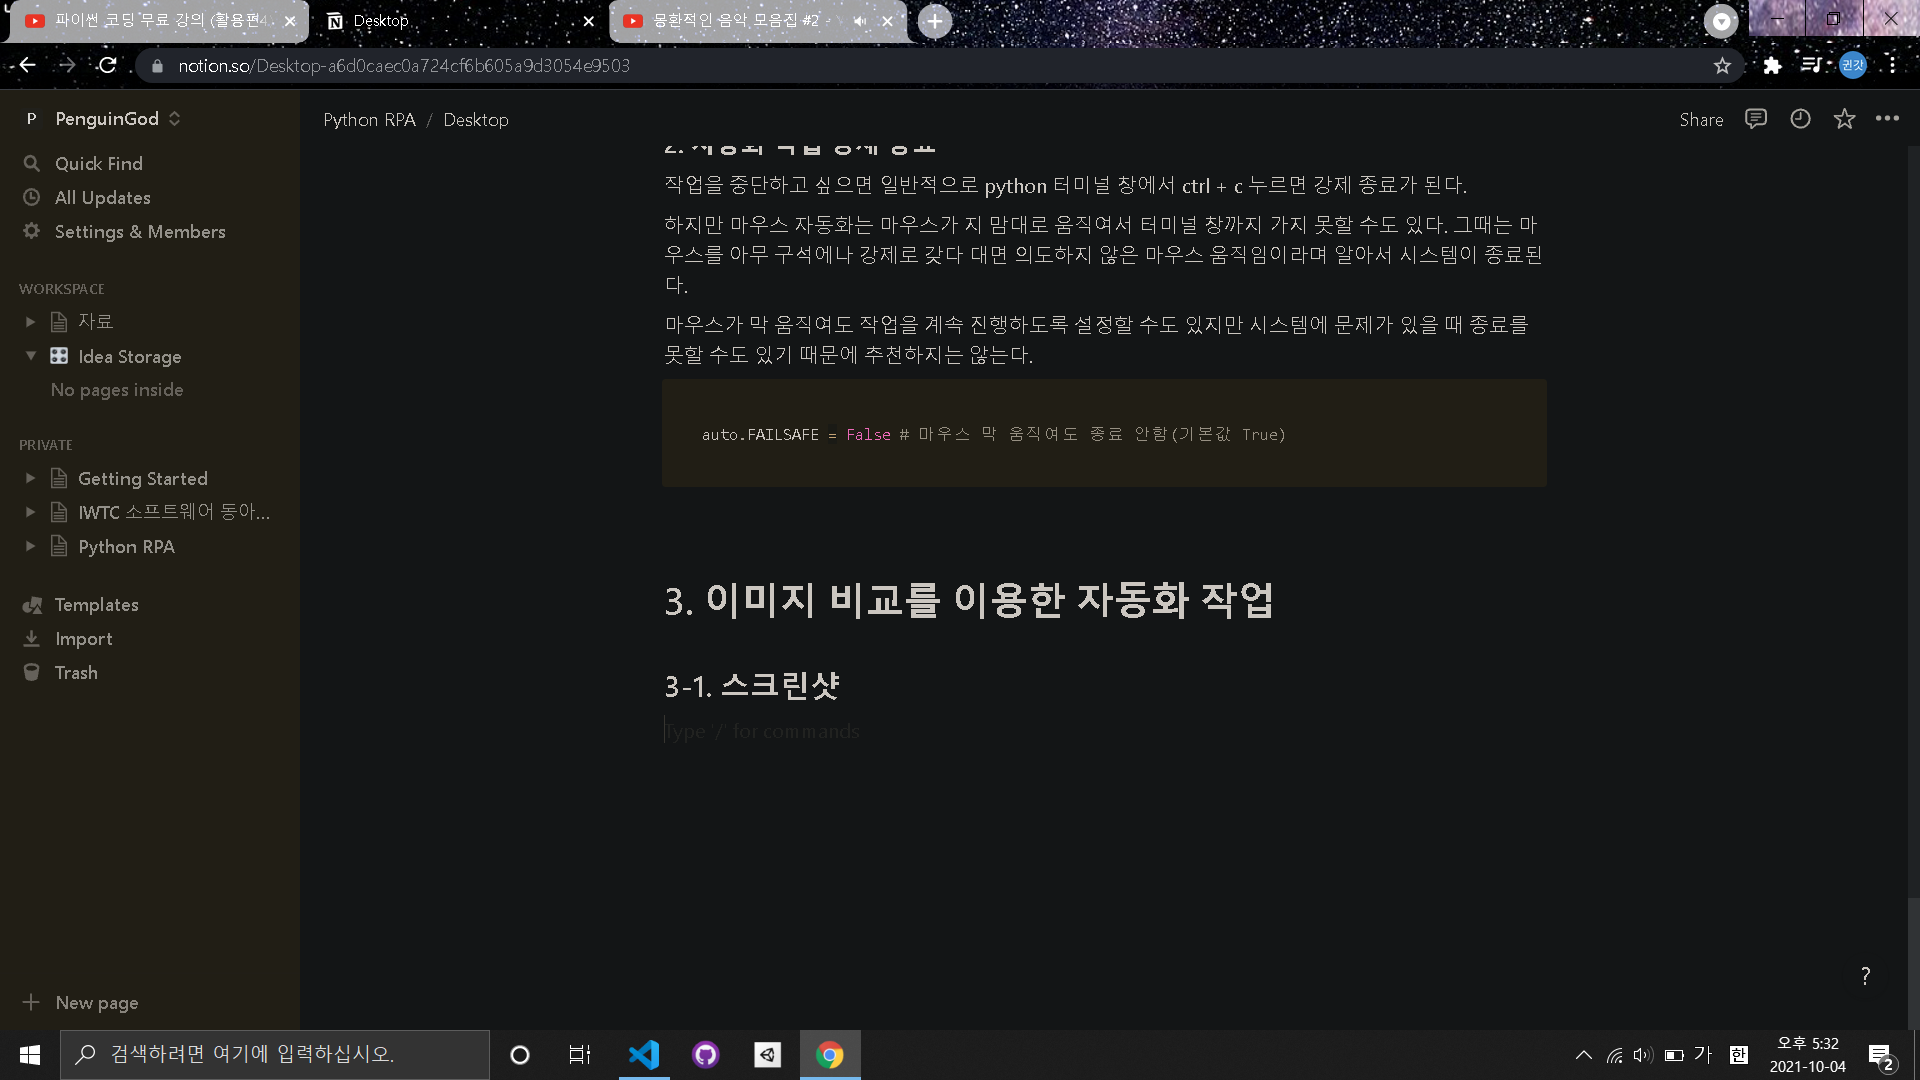 파이썬 코딩 무료 강의 (활용편4
Desktop
몽환적인 음악 모음집 #2 -
notion.so/Desktop-a6d0caec0a724cf6b605a9d3054e9503
귄갓
P PenguinGod
Python RPA / Desktop
Share
Quick Find
All Updates
Settings & Members
WORKSPACE
자료
Idea Storage
No pages inside
PRIVATE
Getting Started
IWTC 소프트웨어 동아...
Python RPA
Templates
Import
Trash
New page
작업을 중단하고 싶으면 일반적으로 python 터미널 창에서 ctrl + c 누르면 강제 종료가 된다.
하지만 마우스 자동화는 마우스가 지 맘대로 움직여서 터미널 창까지 가지 못할 수도 있다. 그때는 마
우스를 아무 구석에나 강제로 갖다 대면 의도하지 않은 마우스 움직임이라며 알아서 시스템이 종료된
다.
마우스가 막 움직여도 작업을 계속 진행하도록 설정할 수도 있지만 시스템에 문제가 있을 때 종료를
못할 수도 있기 때문에 추천하지는 않는다.
auto.FAILSAFE = False # 마우스 막 움직여도 종료 안함(기본값 True)
3. 이미지 비교를 이용한 자동화 작업
3-1. 스크린샷
Type '/' for commands
?
검색하려면 여기에 입력하십시오.
가
한
오후 5:32
2021-10-04
2